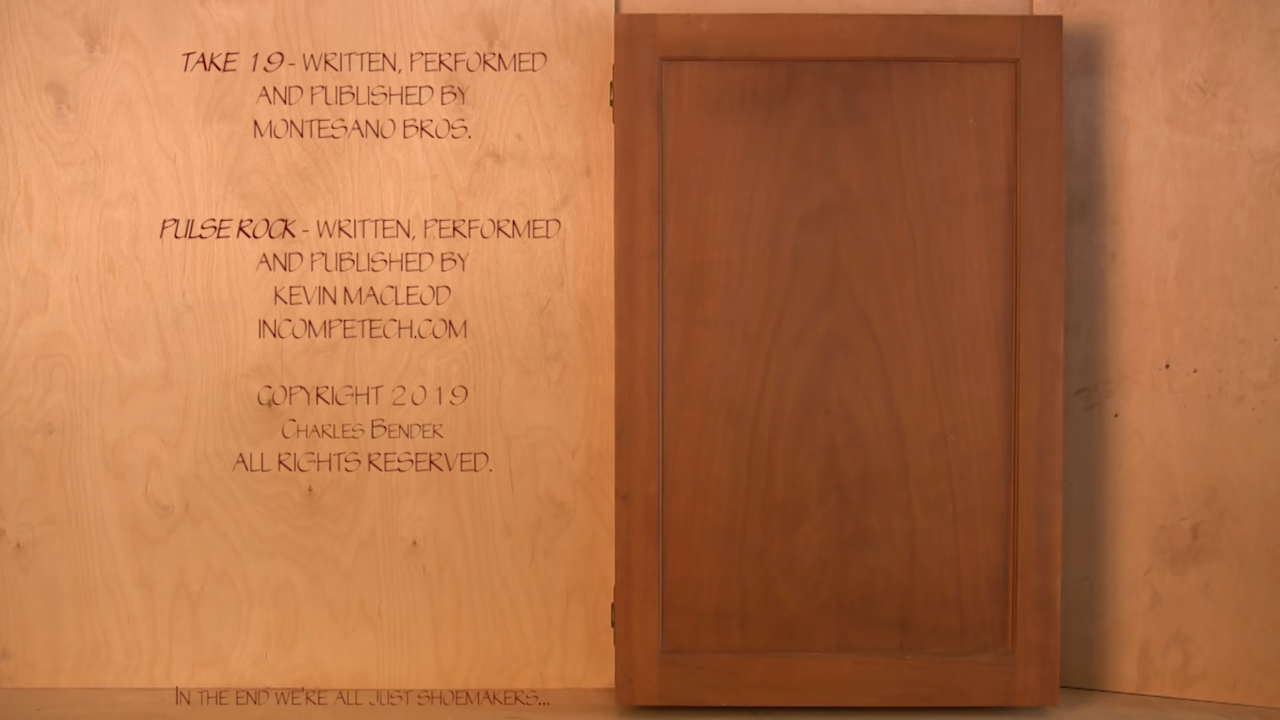 TAKE 19 - WRITTEN, PERFORMED
AND PUBLISHED BY
MONTESANO BROS.
PULSE ROCK - WRITTEN, PERFORMED
AND PUBLISHED BY
KEVIN MACLEOD
INCOMPETECH.COM
COPYRIGHT 2019
CHARLES BENDER
ALL RIGHTS RESERVED.
IN THE END WE'RE ALL JUST SHOEMAKERS...